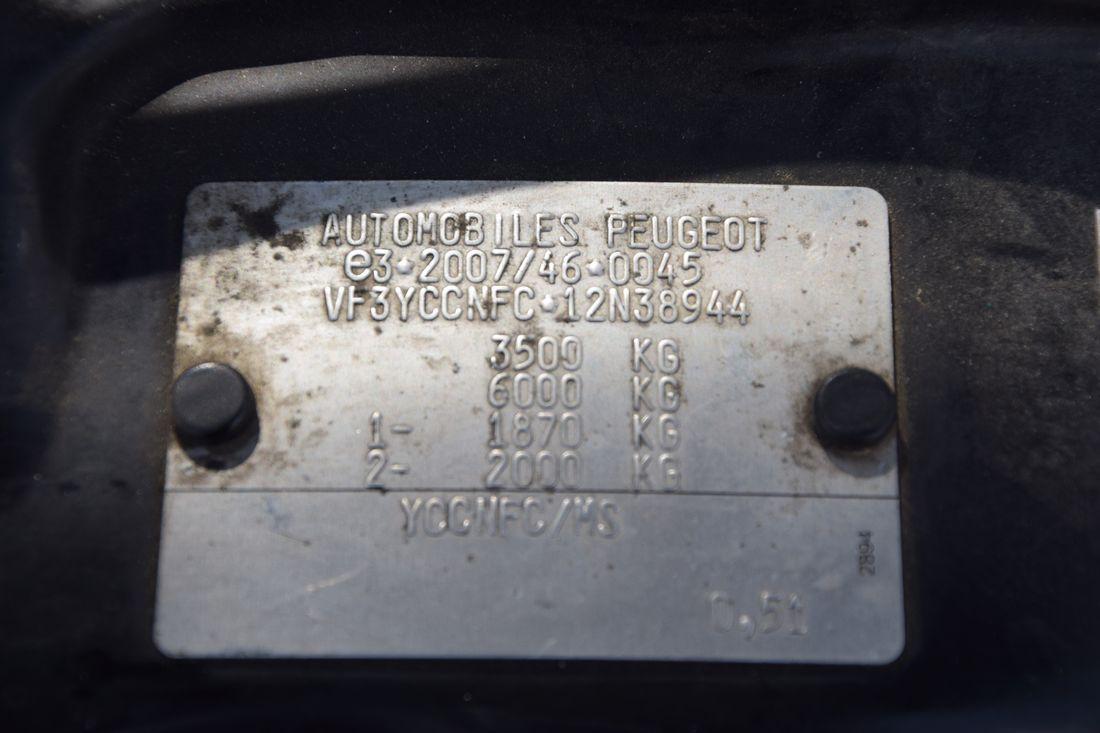 AUTOMOBILES PEUGEOT
e3*2007/46*0045
VF3YCCNFC*12N38944
3500 KG
6000 KG
1- 1870 KG
2- 2000 KG
YCCNFC/MS
2894
0,51